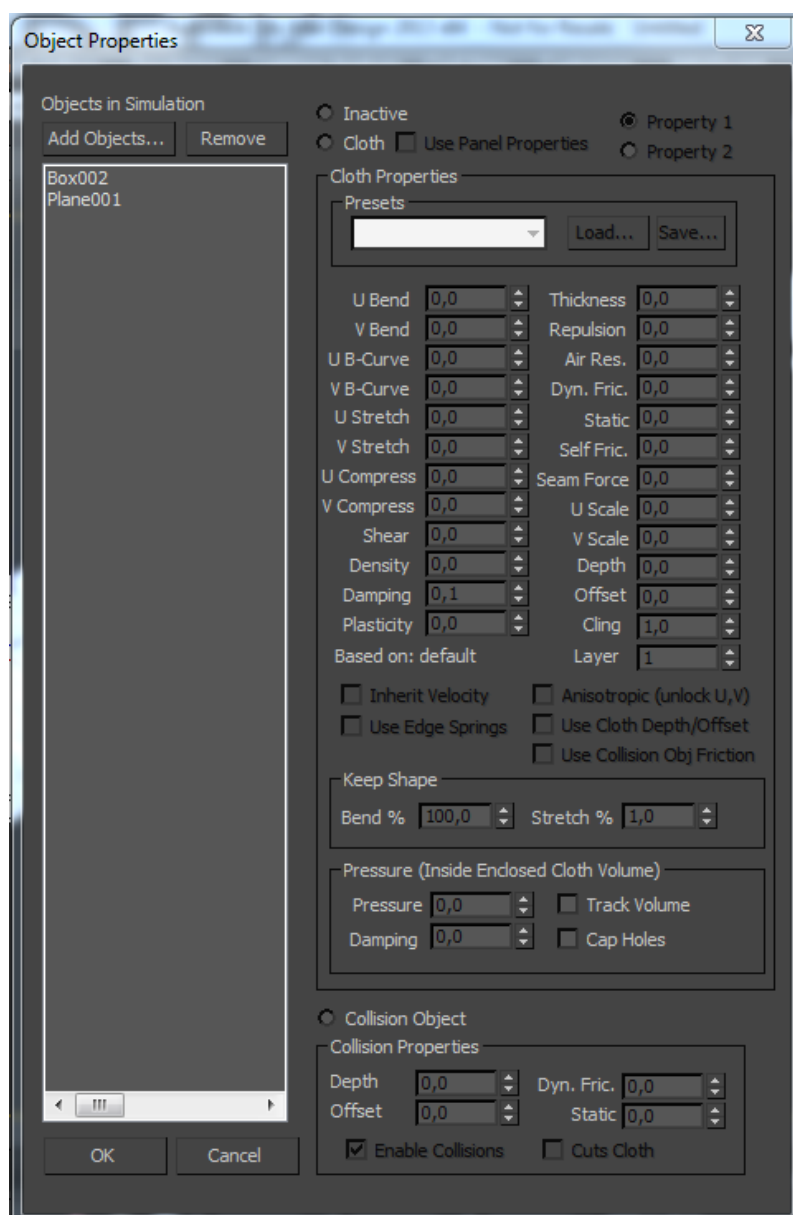 Object Properties
Objects in Simulation
Add Objects... Remove
Box002
Plane001
OK Cancel
Inactive Property 1
Cloth Use Panel Properties Property 2
Cloth Properties
Presets
Load... Save...
U Bend 0,0 Thickness 0,0
V Bend 0,0 Repulsion 0,0
U B-Curve 0,0 Air Res. 0,0
V B-Curve 0,0 Dyn. Fric. 0,0
U Stretch 0,0 Static 0,0
V Stretch 0,0 Self Fric. 0,0
U Compress 0,0 Seam Force 0,0
V Compress 0,0 U Scale 0,0
Shear 0,0 V Scale 0,0
Density 0,0 Depth 0,0
Damping 0,1 Offset 0,0
Plasticity 0,0 Cling 1,0
Based on: default Layer 1
Inherit Velocity Anisotropic (unlock U,V)
Use Edge Springs Use Cloth Depth/Offset
Use Collision Obj Friction
Keep Shape
Bend % 100,0 Stretch % 1,0
Pressure (Inside Enclosed Cloth Volume)
Pressure 0,0 Track Volume
Damping 0,0 Cap Holes
Collision Object
Collision Properties
Depth 0,0 Dyn. Fric. 0,0
Offset 0,0 Static 0,0
Enable Collisions Cuts Cloth